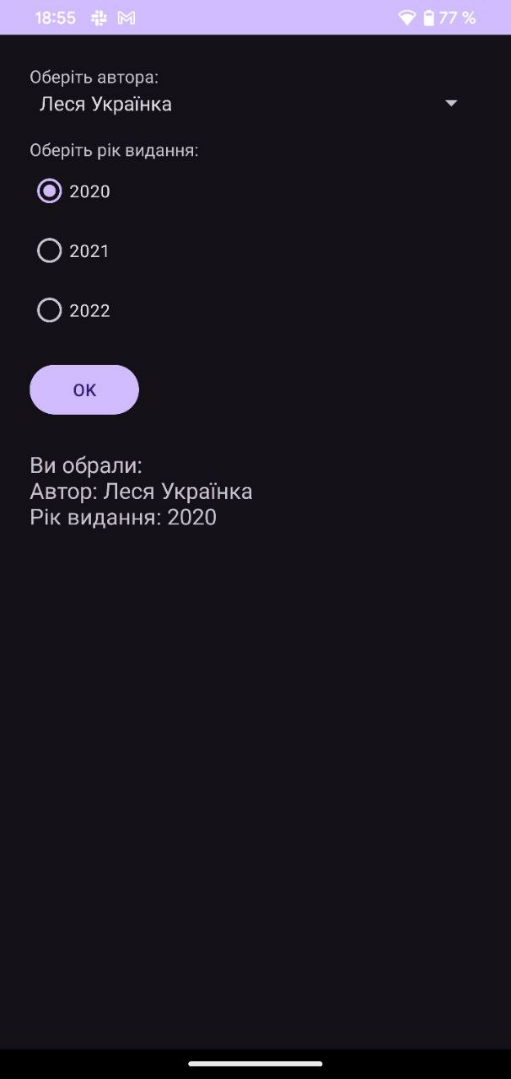 18:55 77 %
Оберіть автора:
Леся Українка
Оберіть рік видання:
2020
2021
2022
OK
Ви обрали:
Автор: Леся Українка
Рік видання: 2020